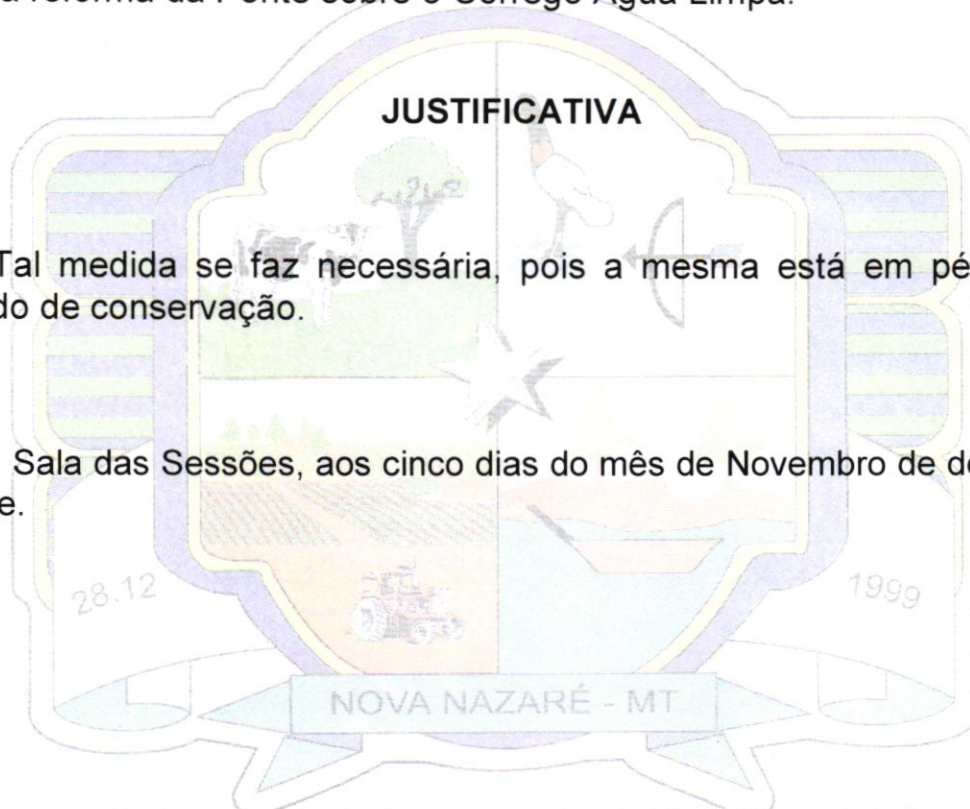 a reforma da Ponte sobre o Córrego Água Limpa.
JUSTIFICATIVA
Tal medida se faz necessária, pois a mesma está em pé
do de conservação.
Sala das Sessões, aos cinco dias do mês de Novembro de do
e.
28.12
1999
NOVA NAZARÉ - MT